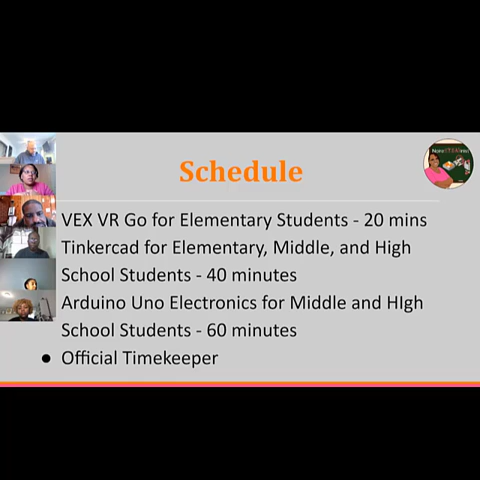 Schedule
VEX VR Go for Elementary Students - 20 mins
Tinkercad for Elementary, Middle, and High
School Students - 40 minutes
Arduino Uno Electronics for Middle and HIgh
School Students - 60 minutes
● Official Timekeeper